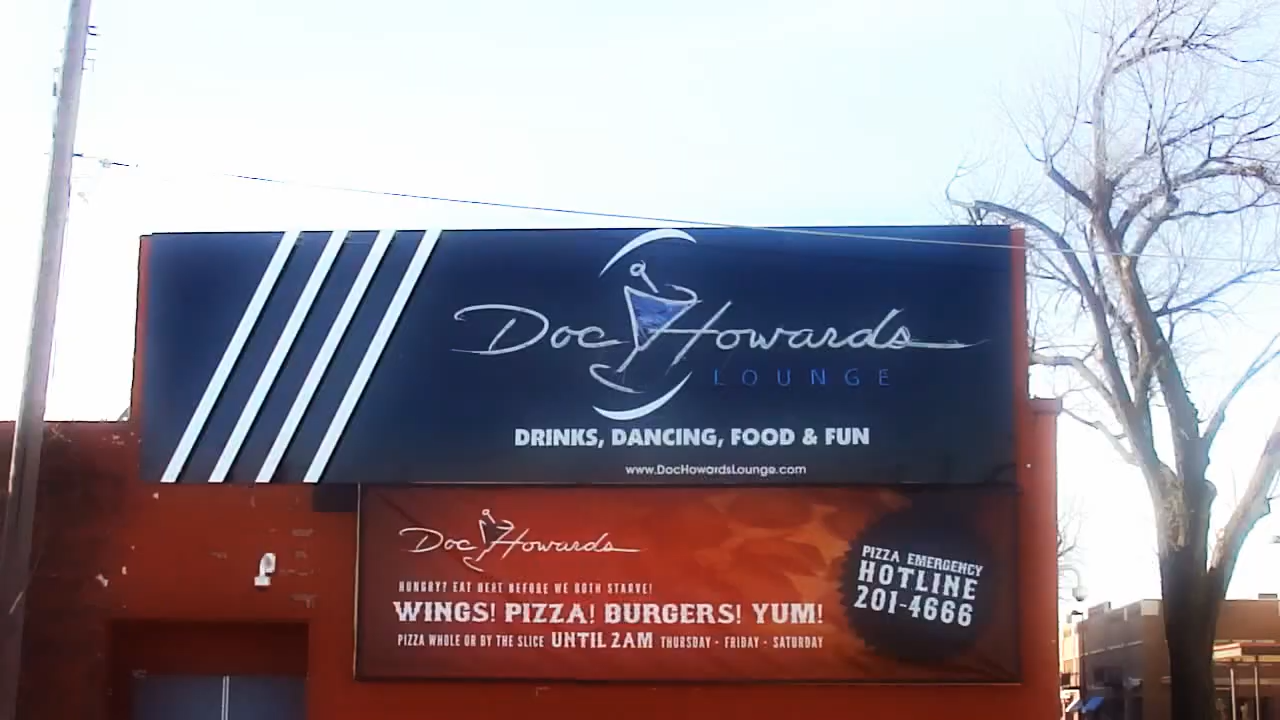 Doc Howards
LOUNGE
DRINKS, DANCING, FOOD & FUN
www.DocHowardsLounge.com
Doc Howards
HUNGRY? EAT HERE BEFORE WE BOTH STARVE!
WINGS! PIZZA! BURGERS! YUM!
PIZZA WHOLE OR BY THE SLICE UNTIL 2AM THURSDAY - FRIDAY - SATURDAY
PIZZA EMERGENCY
HOTLINE
201-4666